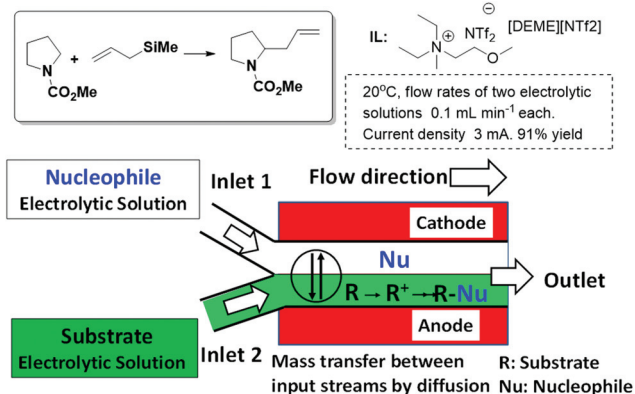 N
CO₂Me
+
SiMe
N
CO₂Me
IL:
N
+
O
⊖
NTf₂
[DEME][NTf2]
20°C, flow rates of two electrolytic
solutions 0.1 mL min⁻¹ each.
Current density 3 mA. 91% yield
Nucleophile
Electrolytic Solution
Inlet 1
Flow direction
Cathode
Nu
Outlet
R → R⁺ → R-Nu
Anode
Substrate
Electrolytic Solution
Inlet 2
Mass transfer between
input streams by diffusion
R: Substrate
Nu: Nucleophile